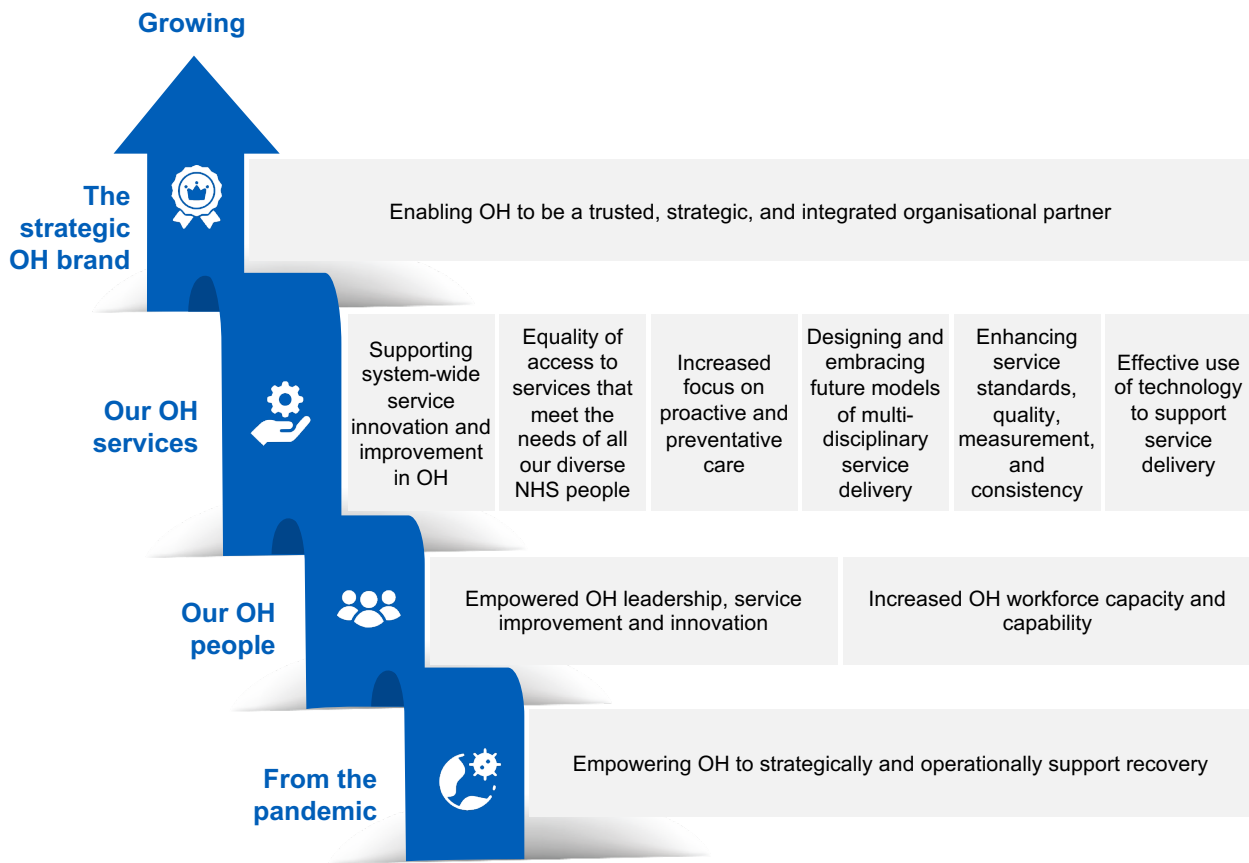 Growing
The
strategic
OH brand
Enabling OH to be a trusted, strategic, and integrated organisational partner
Our OH
services
Supporting
system-wide
service
innovation and
improvement
in OH
Equality of
access to
services that
meet the
needs of all
our diverse
NHS people
Increased
focus on
proactive and
preventative
care
Designing and
embracing
future models
of multi-
disciplinary
service
delivery
Enhancing
service
standards,
quality,
measurement,
and
consistency
Effective use
of technology
to support
service
delivery
Our OH
people
Empowered OH leadership, service
improvement and innovation
Increased OH workforce capacity and
capability
From the
pandemic
Empowering OH to strategically and operationally support recovery